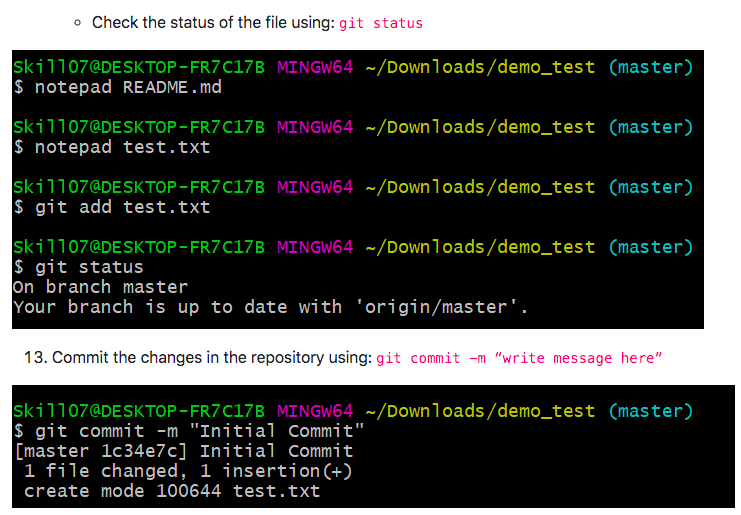 Check the status of the file using: git status
Skill07@DESKTOP-FR7C17B MINGW64 ~/Downloads/demo_test (master)
$ notepad README.md
Skill07@DESKTOP-FR7C17B MINGW64 ~/Downloads/demo_test (master)
$ notepad test.txt
Skill07@DESKTOP-FR7C17B MINGW64 ~/Downloads/demo_test (master)
$ git add test.txt
Skill07@DESKTOP-FR7C17B MINGW64 ~/Downloads/demo_test (master)
$ git status
On branch master
Your branch is up to date with 'origin/master'.
13. Commit the changes in the repository using: git commit –m “write message here”
Skill07@DESKTOP-FR7C17B MINGW64 ~/Downloads/demo_test (master)
$ git commit -m "Initial Commit"
[master 1c34e7c] Initial Commit
1 file changed, 1 insertion(+)
create mode 100644 test.txt